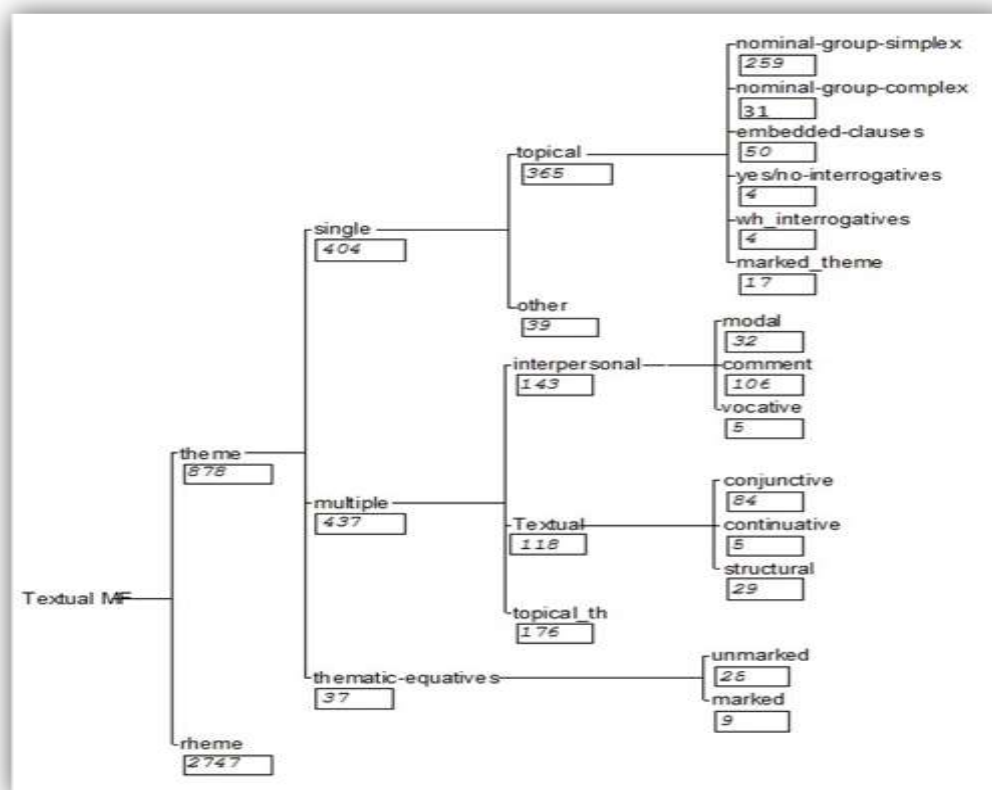 nominal-group-simplex
259
nominal-group-complex
31
embedded-clauses
50
topical
365
yes/no-interrogatives
4
wh_interrogatives
4
single
404
marked_theme
17
other
39
modal
32
interpersonal
143
comment
106
vocative
5
theme
878
conjunctive
84
multiple
437
Textual
118
continuative
5
structural
29
Textual MF
topical_th
176
unmarked
28
thematic-equatives
37
marked
9
rheme
2747